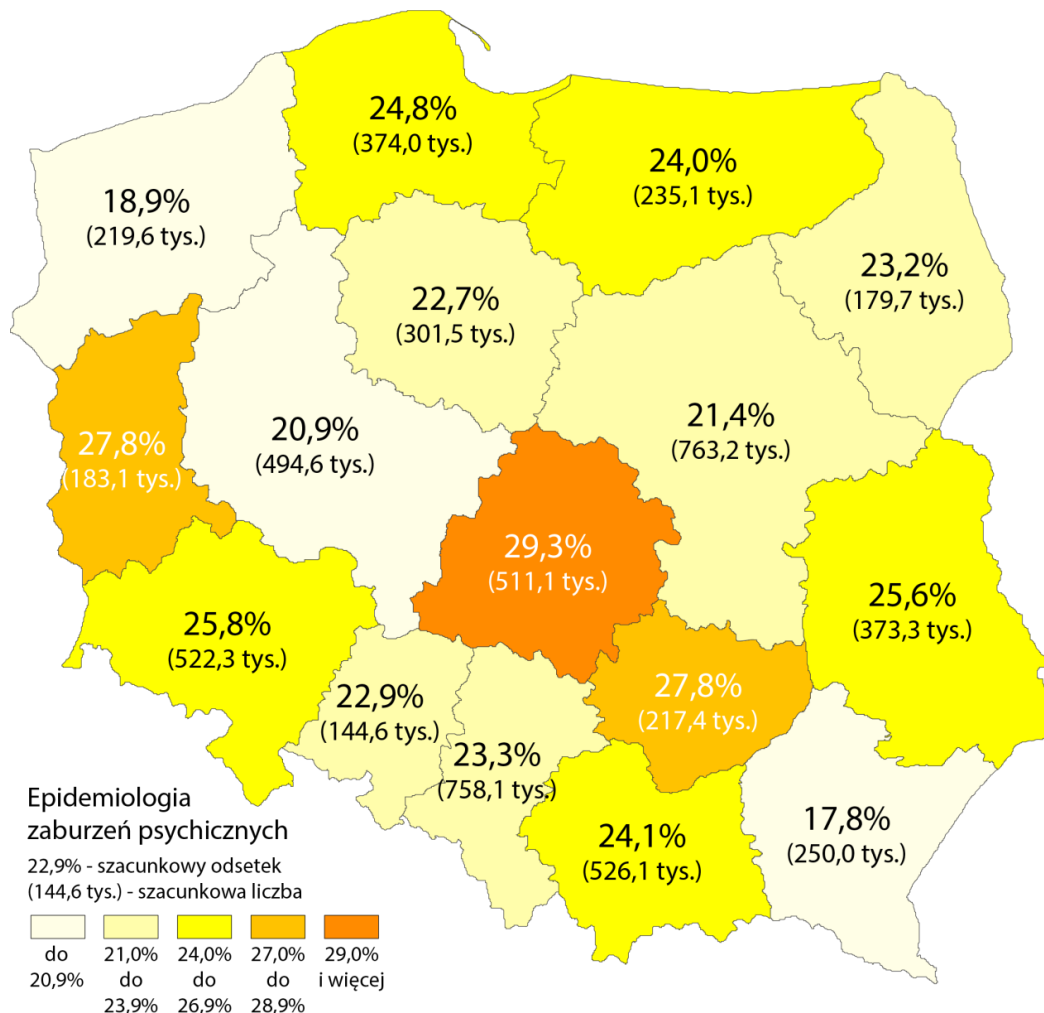 24,8%
(374,0 tys.)
24,0%
(235,1 tys.)
18,9%
(219,6 tys.)
23,2%
(179,7 tys.)
22,7%
(301,5 tys.)
21,4%
(763,2 tys.)
20,9%
(494,6 tys.)
27,8%
(183,1 tys.)
29,3%
(511,1 tys.)
25,6%
(373,3 tys.)
25,8%
(522,3 tys.)
22,9%
(144,6 tys.)
27,8%
(217,4 tys.)
23,3%
(758,1 tys.)
24,1%
(526,1 tys.)
17,8%
(250,0 tys.)
Epidemiologia
zaburzeń psychicznych
22,9% - szacunkowy odsetek
(144,6 tys.) - szacunkowa liczba
do
20,9%
21,0%
do
23,9%
24,0%
do
26,9%
27,0%
do
28,9%
29,0%
i więcej